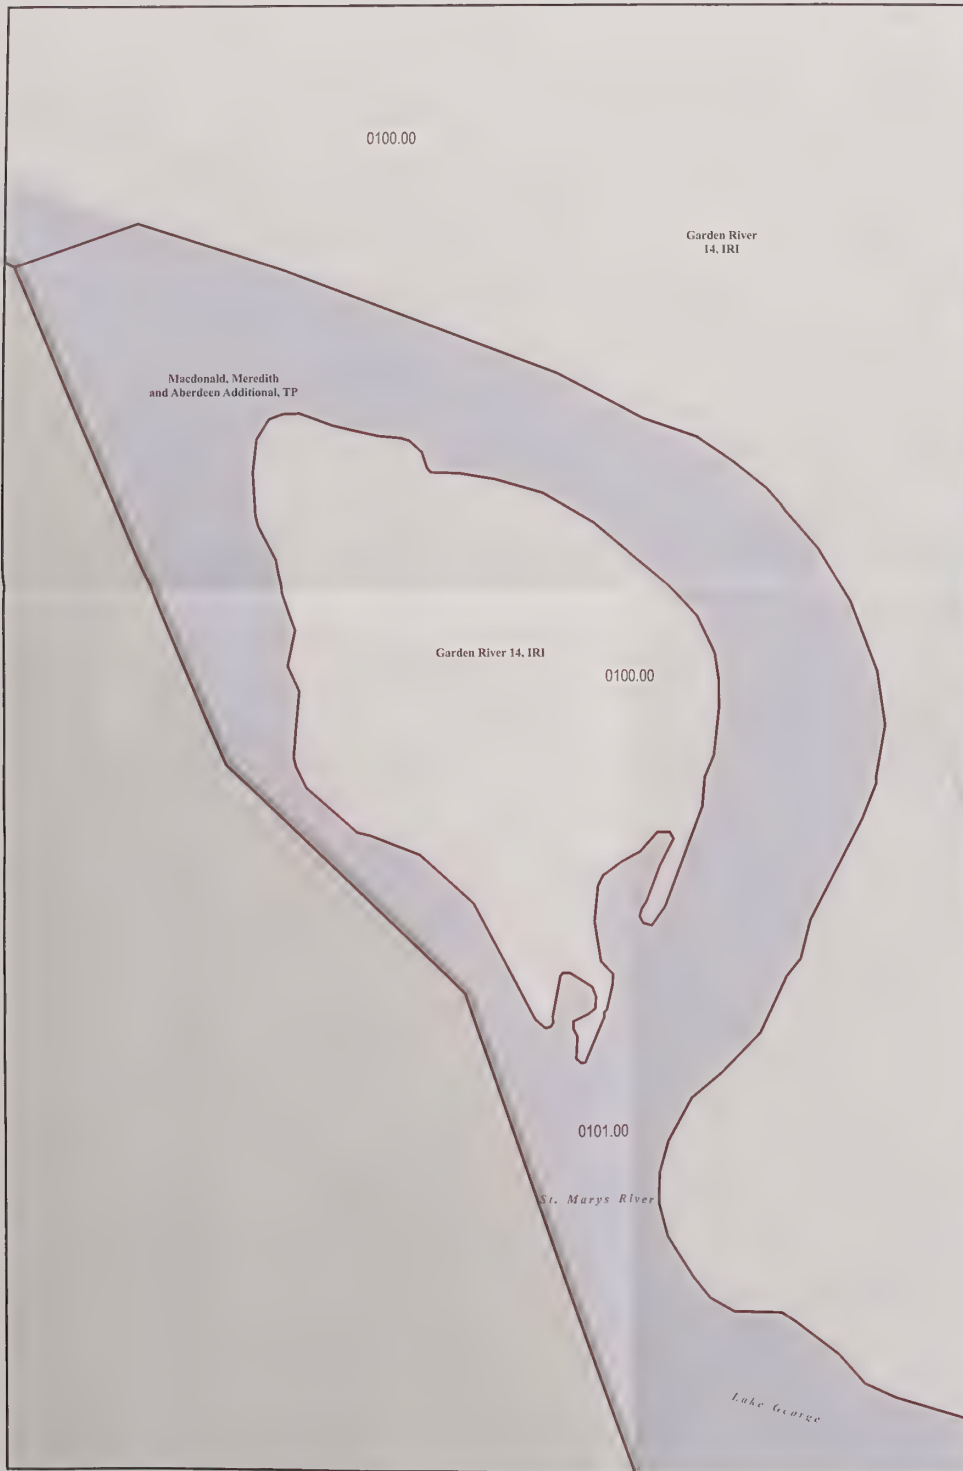 0100.00
Garden River
14, IRI
Macdonald, Meredith
and Aberdeen Additional, TP
Garden River 14, IRI
0100.00
0101.00
St. Marys River
Lake George